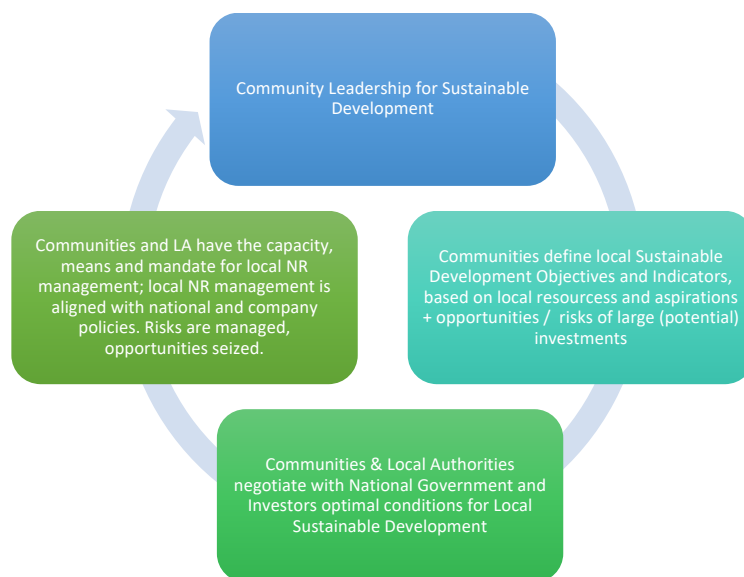 Community Leadership for Sustainable
Development
Communities define local Sustainable
Development Objectives and Indicators,
based on local resourcess and aspirations
+ opportunities / risks of large (potential)
investments
Communities & Local Authorities
negotiate with National Government and
Investors optimal conditions for Local
Sustainable Development
Communities and LA have the capacity,
means and mandate for local NR
management; local NR management is
aligned with national and company
policies. Risks are managed,
opportunities seized.